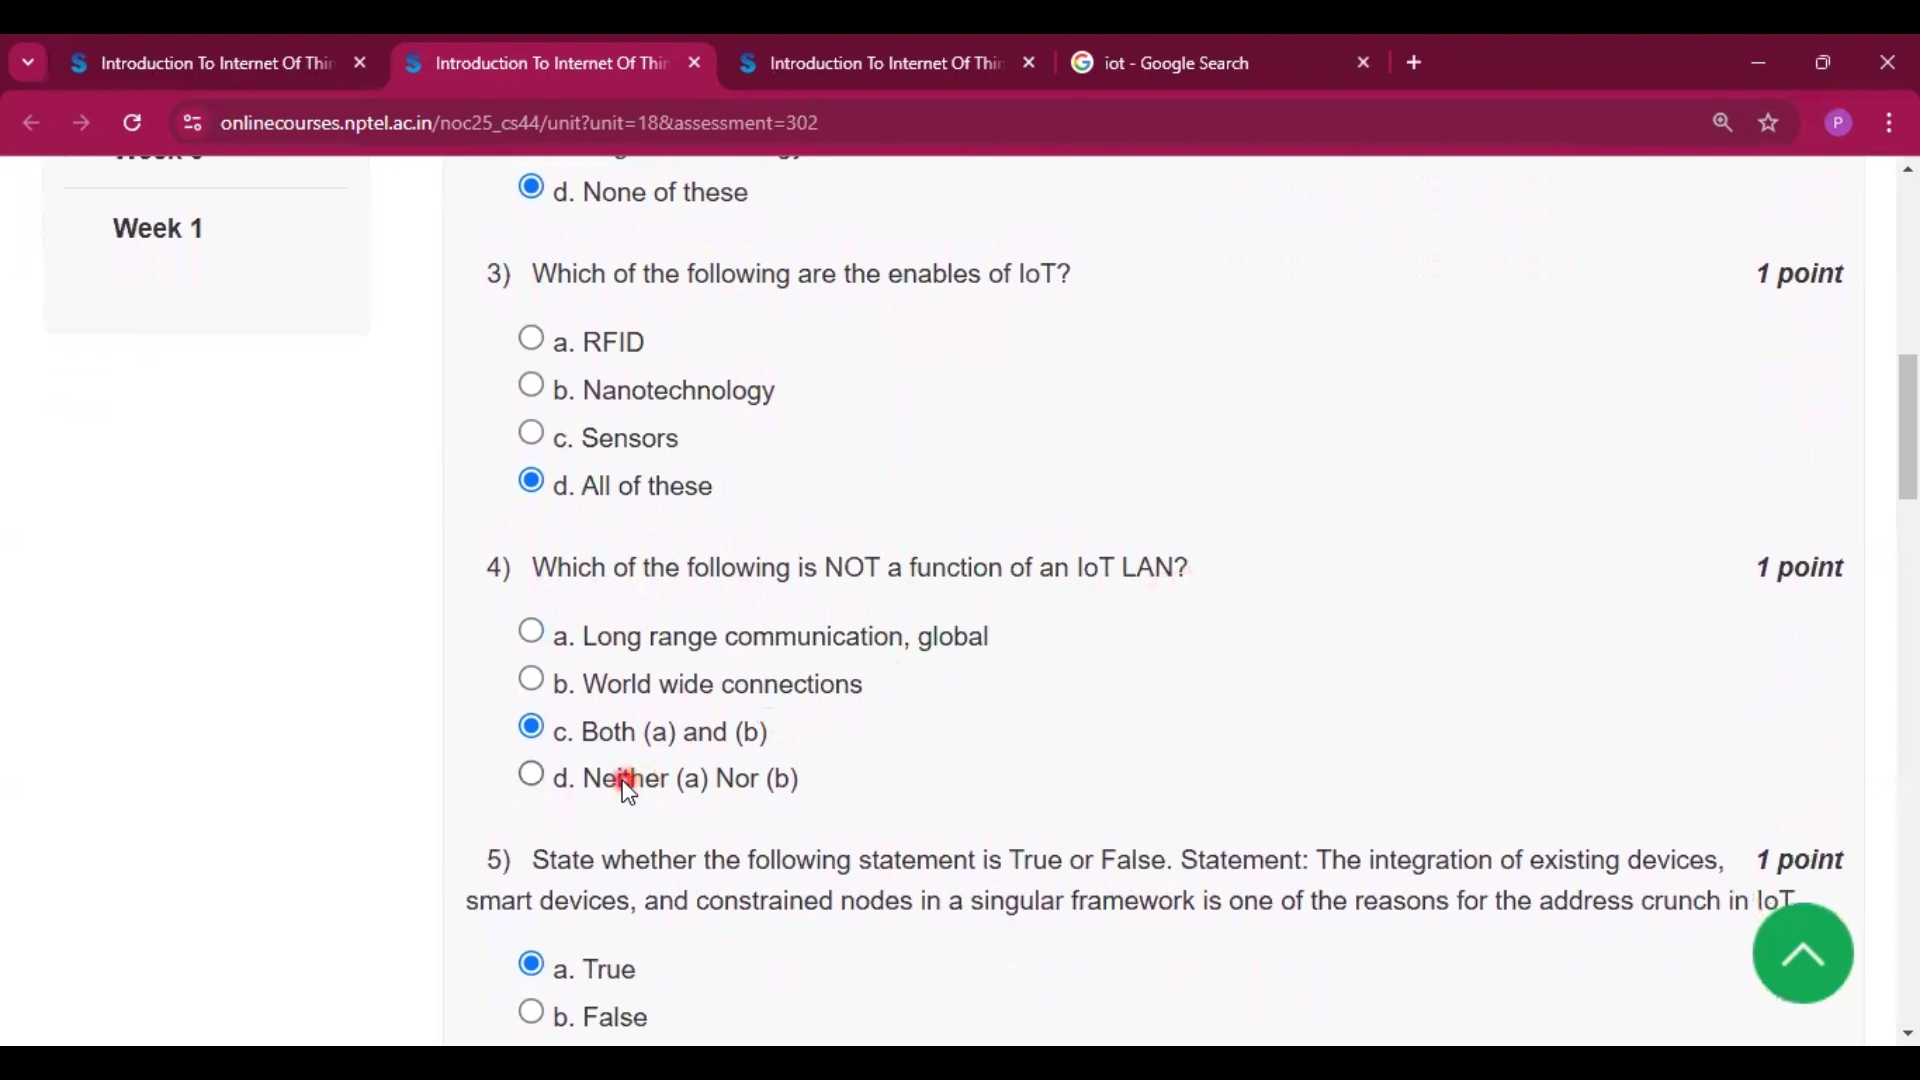 Introduction To Internet Of Thin
Introduction To Internet Of Thin
Introduction To Internet Of Thin
iot - Google Search
onlinecourses.nptel.ac.in/noc25_cs44/unit?unit=18&assessment=302
P
Week 1
d. None of these
3) Which of the following are the enables of IoT? 1 point
a. RFID
b. Nanotechnology
c. Sensors
d. All of these
4) Which of the following is NOT a function of an IoT LAN? 1 point
a. Long range communication, global
b. World wide connections
c. Both (a) and (b)
d. Neither (a) Nor (b)
5) State whether the following statement is True or False. Statement: The integration of existing devices, 1 point
smart devices, and constrained nodes in a singular framework is one of the reasons for the address crunch in IoT
a. True
b. False